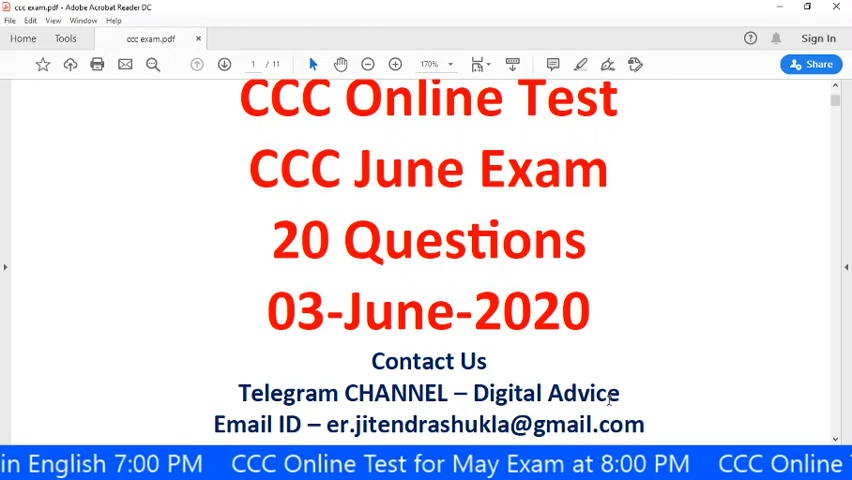 ccc exam.pdf - Adobe Acrobat Reader DC
File Edit View Window Help
Home Tools ccc exam.pdf × Sign In
1 / 11 170% Share
CCC Online Test
CCC June Exam
20 Questions
03-June-2020
Contact Us
Telegram CHANNEL – Digital Advice
Email ID – er.jitendrashukla@gmail.com
in English 7:00 PM CCC Online Test for May Exam at 8:00 PM CCC Online